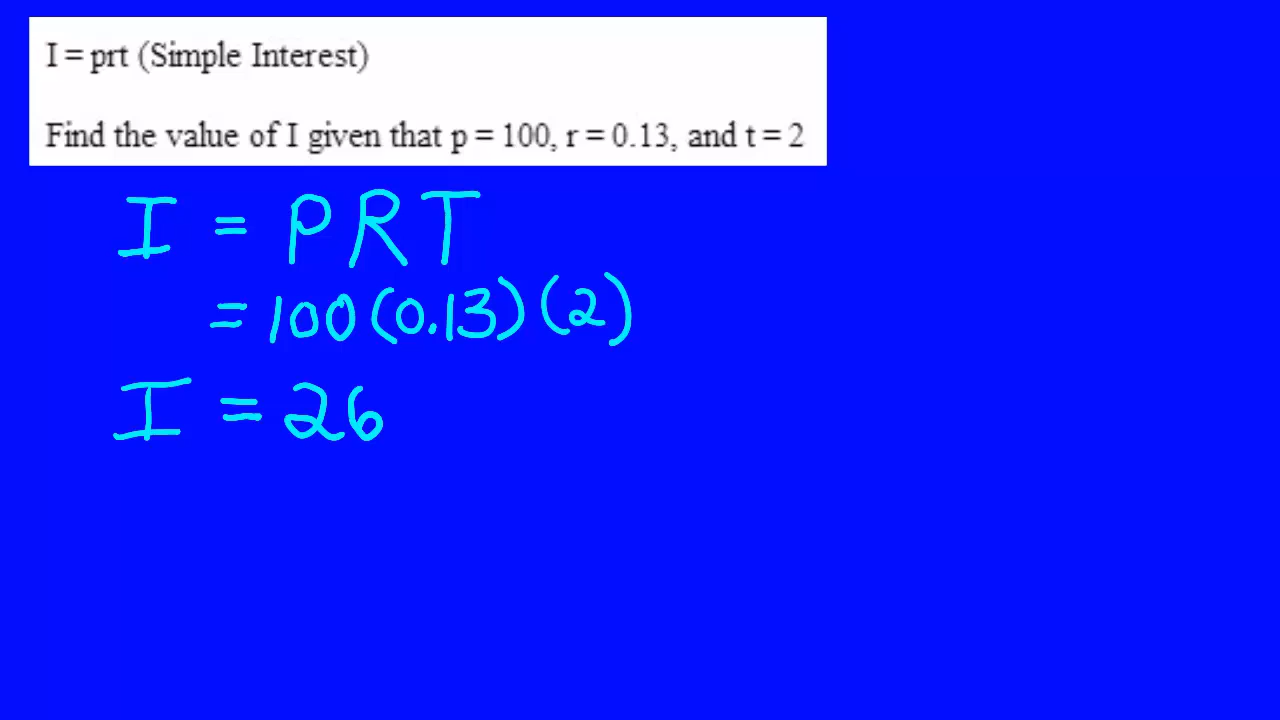 I = prt (Simple Interest)
Find the value of I given that p = 100, r = 0.13, and t = 2
I = PRT
= 100(0.13)(2)
I = 26